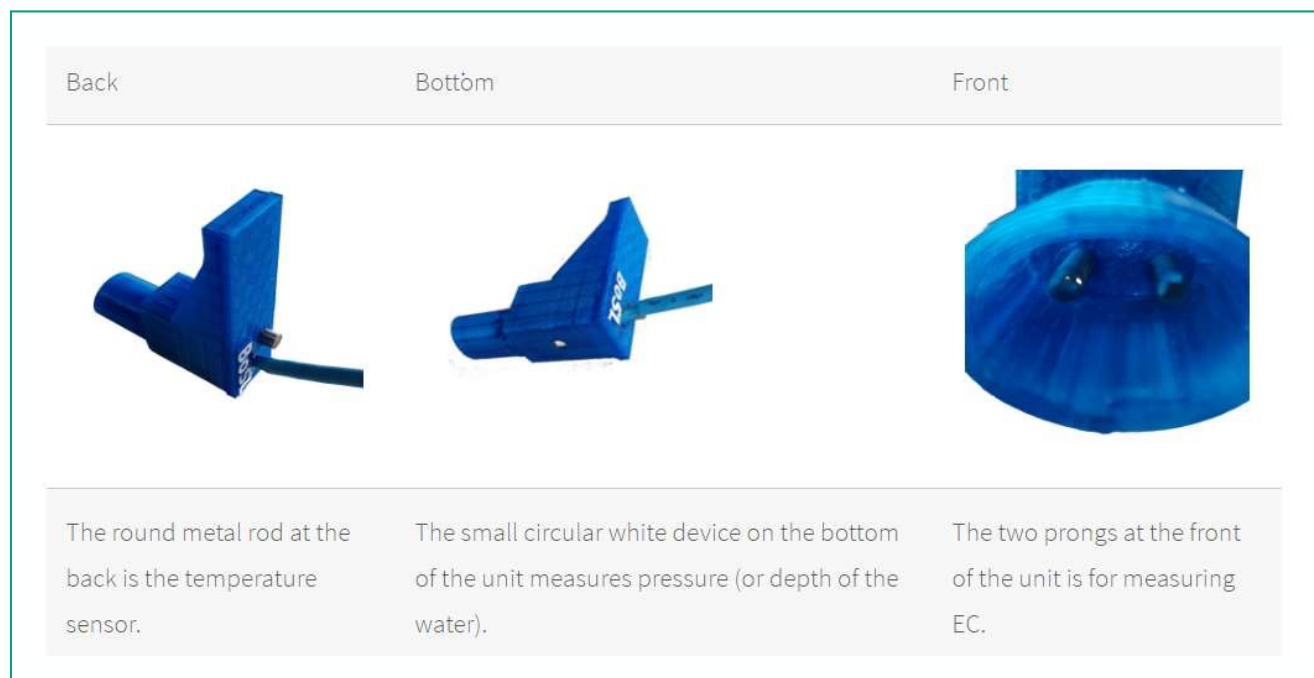 Back
Bottom
Front
BoSL
BoSL
The round metal rod at the
back is the temperature
sensor.
The small circular white device on the bottom
of the unit measures pressure (or depth of the
water).
The two prongs at the front
of the unit is for measuring
EC.